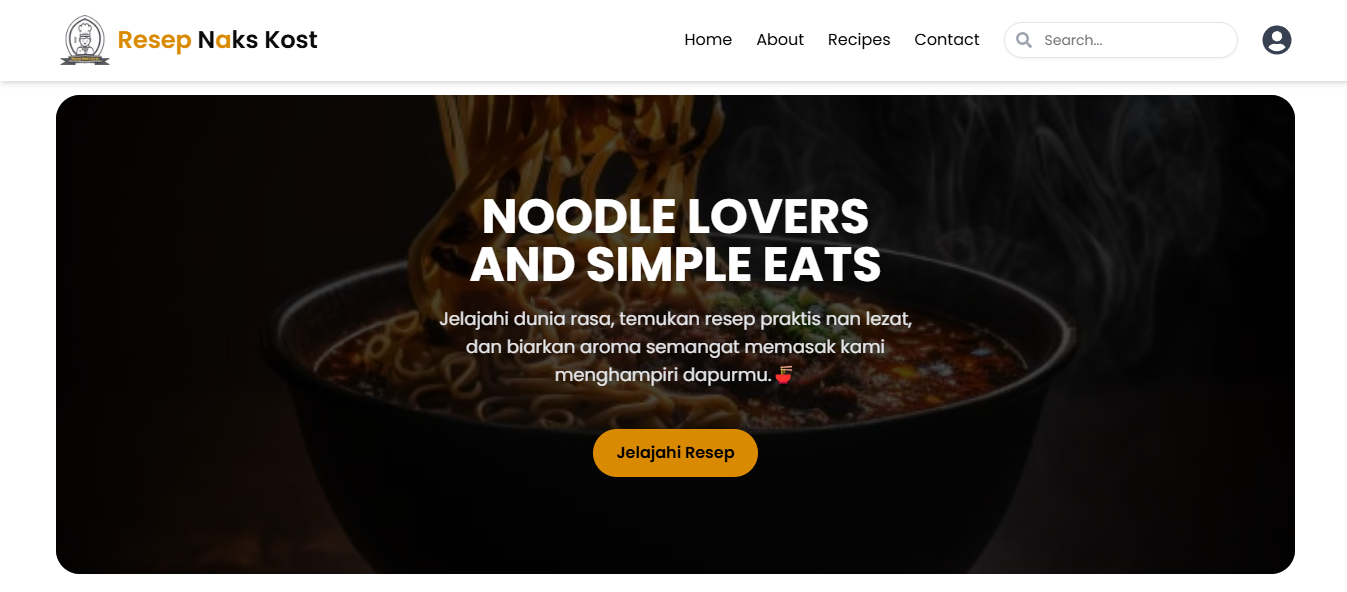 Resep Naks Kost
Home About Recipes Contact Search...
NOODLE LOVERS
AND SIMPLE EATS
Jelajahi dunia rasa, temukan resep praktis nan lezat,
dan biarkan aroma semangat memasak kami
menghampiri dapurmu.🍜
Jelajahi Resep